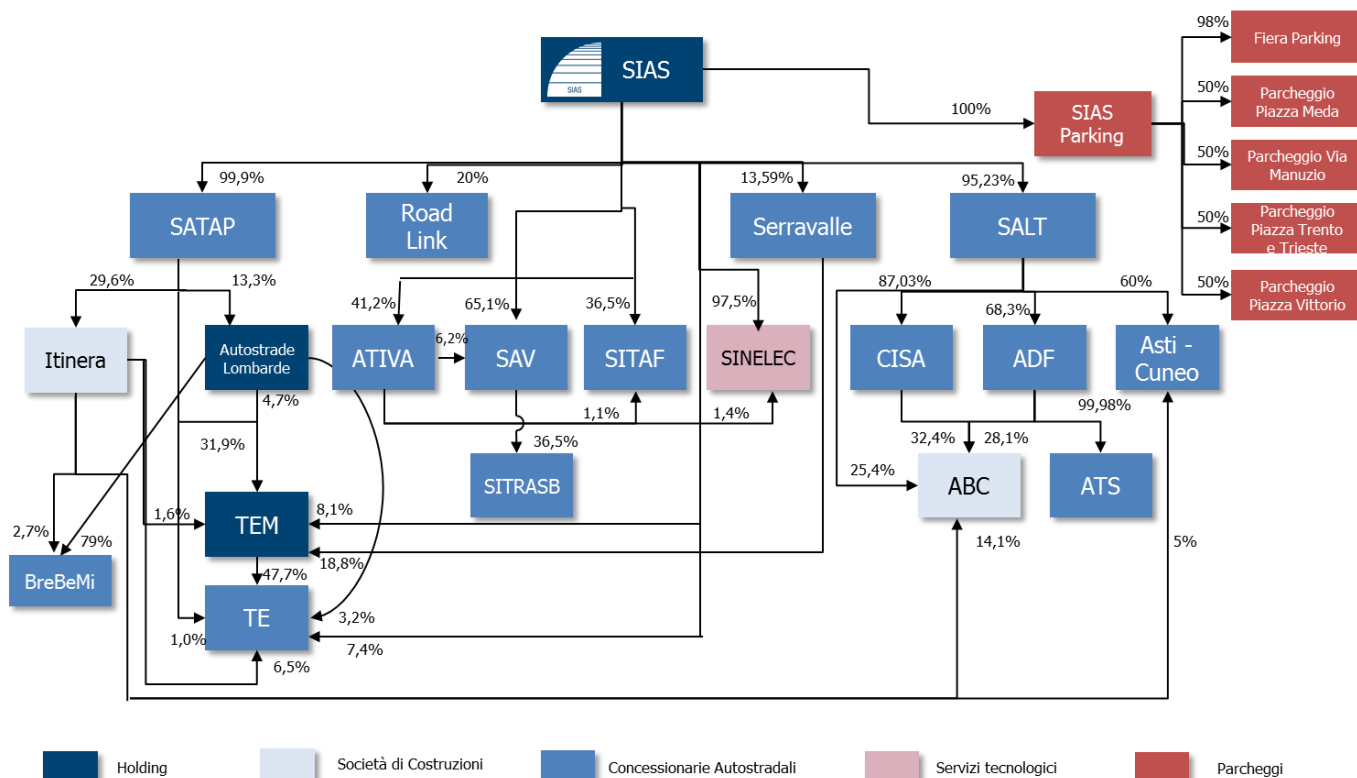 98%
Fiera Parking
SIAS
SIAS
50%
Parcheggio
Piazza Meda
100%
SIAS
Parking
50%
Parcheggio Via
Manuzio
99,9%
20%
13,59%
95,23%
SATAP
Road
Link
Serravalle
SALT
50%
Parcheggio
Piazza Trento
e Trieste
29,6%
13,3%
41,2%
65,1%
36,5%
97,5%
87,03%
68,3%
60%
50%
Parcheggio
Piazza Vittorio
Itinera
Autostrade
Lombarde
ATIVA
6,2%
SAV
SITAF
SINELEC
CISA
ADF
Asti -
Cuneo
4,7%
1,1%
1,4%
99,98%
31,9%
36,5%
32,4%
28,1%
25,4%
SITRASB
ABC
ATS
1,6%
TEM
8,1%
2,7%
79%
18,8%
14,1%
5%
BreBeMi
47,7%
TE
3,2%
1,0%
7,4%
6,5%
Holding
Società di Costruzioni
Concessionarie Autostradali
Servizi tecnologici
Parcheggi